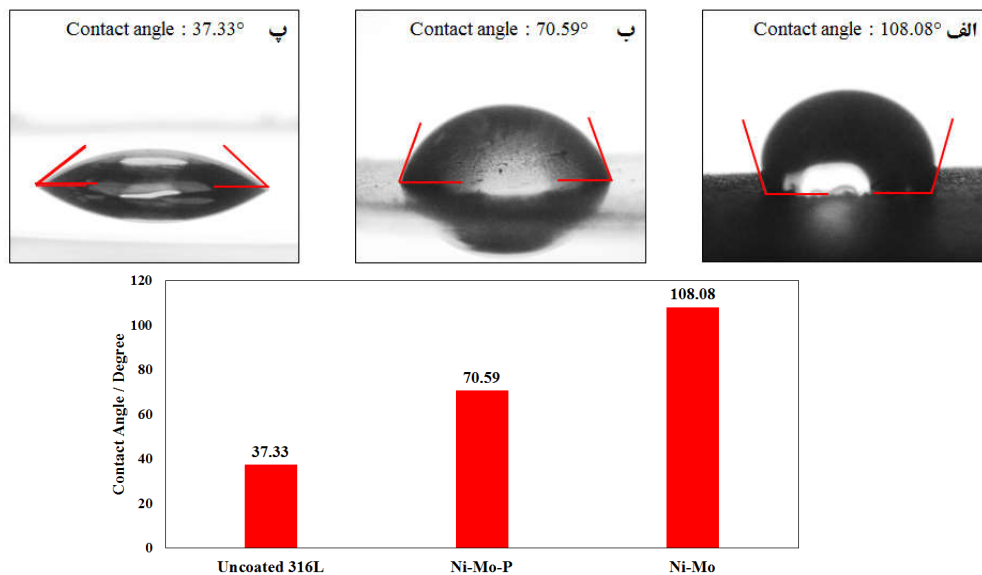 Contact angle : 37.33° پ
Contact angle : 70.59° ب
Contact angle : 108.08° الف
Contact Angle / Degree
120
100
80
60
40
20
0
37.33
70.59
108.08
Uncoated 316L
Ni-Mo-P
Ni-Mo